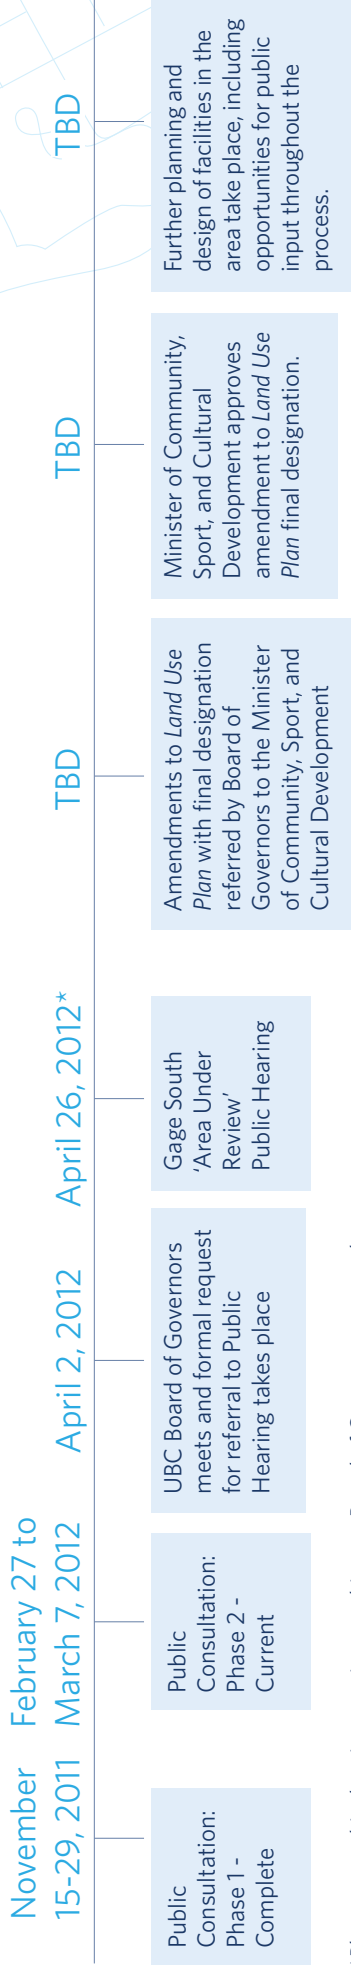 November
15-29, 2011
Public
Consultation:
Phase 1 -
Complete
February 27 to
March 7, 2012
Public
Consultation:
Phase 2 -
Current
April 2, 2012
UBC Board of Governors
meets and formal request
for referral to Public
Hearing takes place
April 26, 2012*
Gage South
‘Area Under
Review’
Public Hearing
TBD
Amendments to Land Use
Plan with final designation
referred by Board of
Governors to the Minister
of Community, Sport, and
Cultural Development
TBD
Minister of Community,
Sport, and Cultural
Development approves
amendment to Land Use
Plan final designation.
TBD
Further planning and
design of facilities in the
area take place, including
opportunities for public
input throughout the
process.